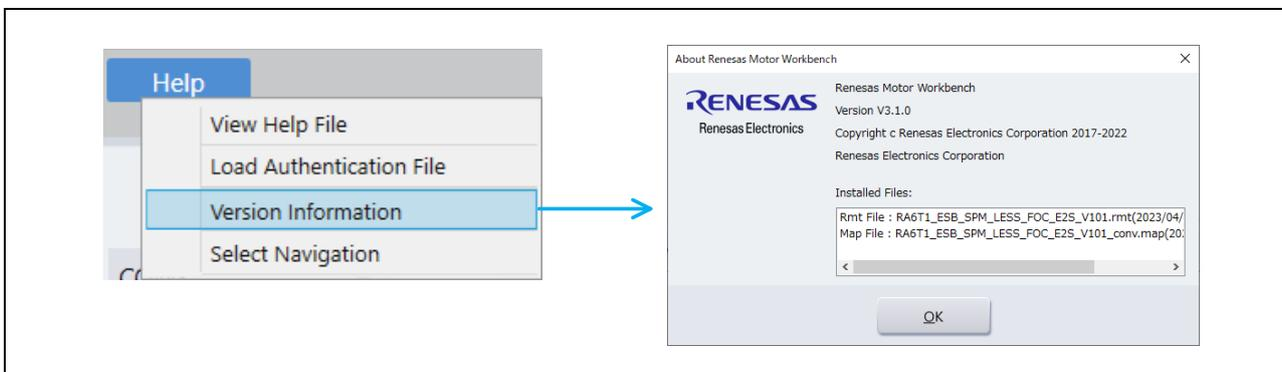 Help
View Help File
Load Authentication File
Version Information
Select Navigation
About Renesas Motor Workbench
RENESAS
Renesas Electronics
Renesas Motor Workbench
Version V3.1.0
Copyright c Renesas Electronics Corporation 2017-2022
Renesas Electronics Corporation
Installed Files:
Rmt File : RA6T1_ESB_SPM_LESS_FOC_E2S_V101.rmt(2023/04/
Map File : RA6T1_ESB_SPM_LESS_FOC_E2S_V101_conv.map(20
OK